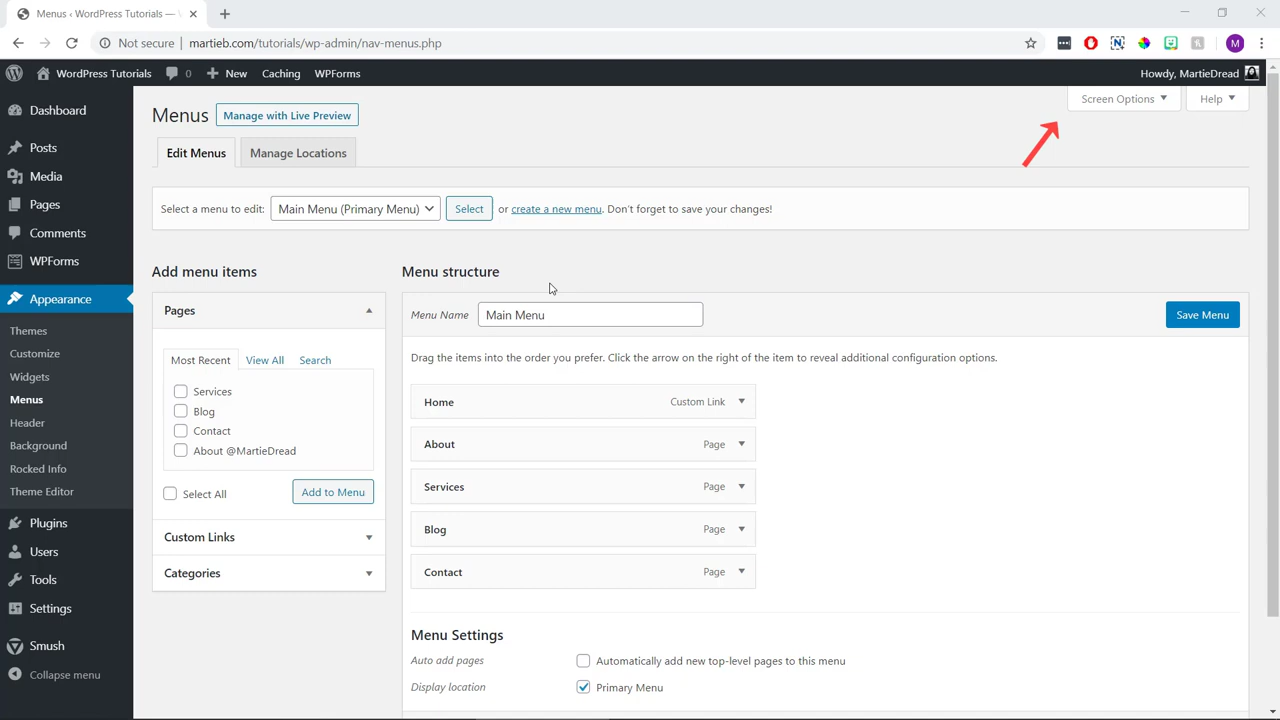 Menus ‹ WordPress Tutorials —
Not secure martieb.com/tutorials/wp-admin/nav-menus.php M
WordPress Tutorials 0 New Caching WPForms Howdy, MartieDread
Screen Options Help
Menus Manage with Live Preview
Edit Menus Manage Locations
Select a menu to edit: Main Menu (Primary Menu) Select or create a new menu. Don't forget to save your changes!
Dashboard
Posts
Media
Pages
Comments
WPForms
Appearance
Themes
Customize
Widgets
Menus
Header
Background
Rocked Info
Theme Editor
Plugins
Users
Tools
Settings
Smush
Collapse menu
Add menu items
Pages
Most Recent View All Search
Services
Blog
Contact
About @MartieDread
Select All Add to Menu
Custom Links
Categories
Menu structure
Menu Name Main Menu Save Menu
Drag the items into the order you prefer. Click the arrow on the right of the item to reveal additional configuration options.
Home Custom Link
About Page
Services Page
Blog Page
Contact Page
Menu Settings
Auto add pages Automatically add new top-level pages to this menu
Display location Primary Menu